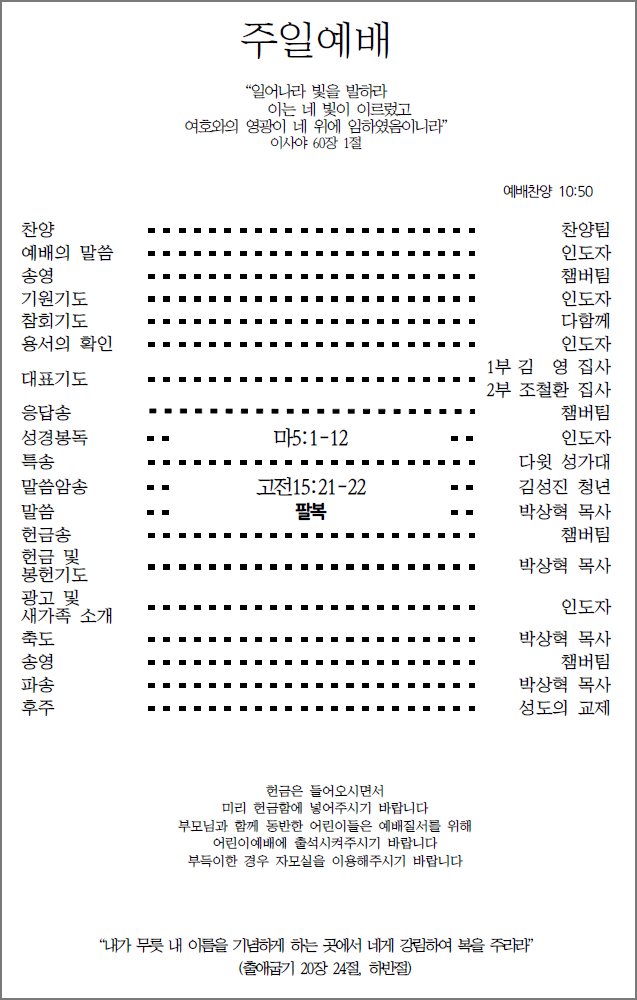 주일예배
“일어나라 빛을 발하라
이는 네 빛이 이르렀고
여호와의 영광이 네 위에 임하였음이니라”
이사야 60장 1절
예배찬양 10:50
찬양 찬양팀
예배의 말씀 인도자
송영 챔버팀
기원기도 인도자
참회기도 다함께
용서의 확인 인도자
대표기도 1부 김 영 집사
2부 조철환 집사
응답송 챔버팀
성경봉독 마5:1-12 인도자
특송 다윗 성가대
말씀암송 고전15:21-22 김성진 청년
말씀 팔복 박상혁 목사
헌금송 챔버팀
헌금 및
봉헌기도 박상혁 목사
광고 및
새가족 소개 인도자
축도 박상혁 목사
송영 챔버팀
파송 박상혁 목사
후주 성도의 교제
헌금은 들어오시면서
미리 헌금함에 넣어주시기 바랍니다
부모님과 함께 동반한 어린이들은 예배질서를 위해
어린이예배에 출석시켜주시기 바랍니다
부득이한 경우 자모실을 이용해주시기 바랍니다
“내가 무릇 내 이름을 기념하게 하는 곳에서 네게 강림하여 복을 주리라”
(출애굽기 20장 24절, 하반절)